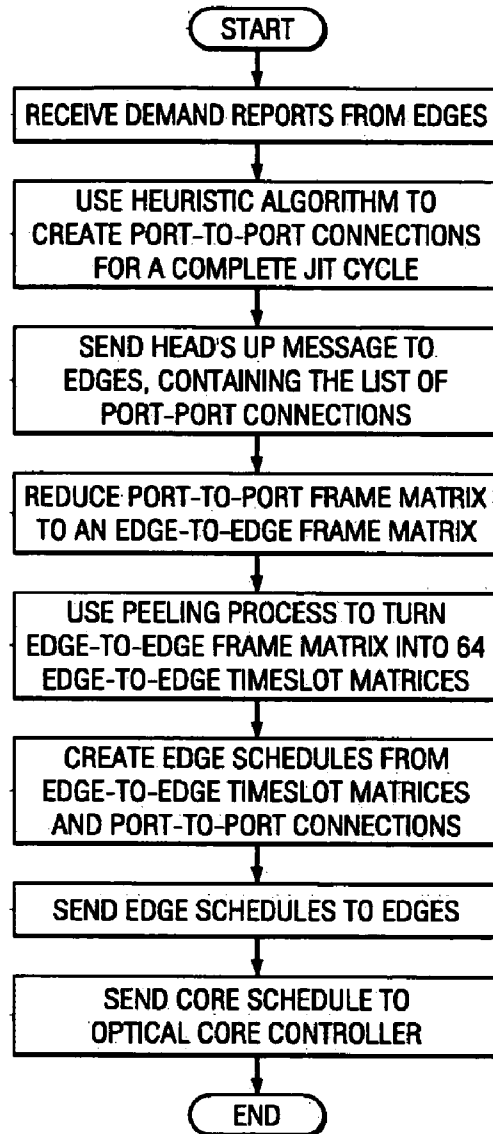 START
RECEIVE DEMAND REPORTS FROM EDGES
USE HEURISTIC ALGORITHM TO
CREATE PORT-TO-PORT CONNECTIONS
FOR A COMPLETE JIT CYCLE
SEND HEAD'S UP MESSAGE TO
EDGES, CONTAINING THE LIST OF
PORT-PORT CONNECTIONS
REDUCE PORT-TO-PORT FRAME MATRIX
TO AN EDGE-TO-EDGE FRAME MATRIX
USE PEELING PROCESS TO TURN
EDGE-TO-EDGE FRAME MATRIX INTO 64
EDGE-TO-EDGE TIMESLOT MATRICES
CREATE EDGE SCHEDULES FROM
EDGE-TO-EDGE TIMESLOT MATRICES
AND PORT-TO-PORT CONNECTIONS
SEND EDGE SCHEDULES TO EDGES
SEND CORE SCHEDULE TO
OPTICAL CORE CONTROLLER
END